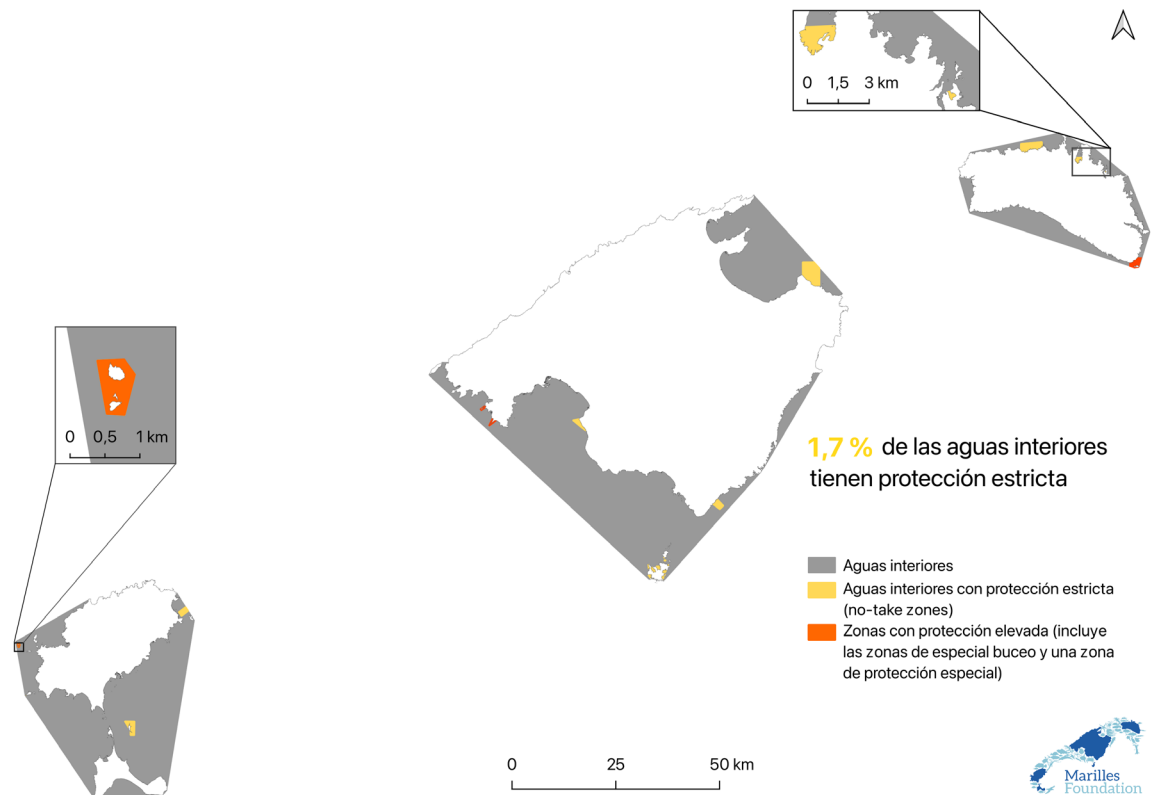 0 1,5 3 km
0 0,5 1 km
1,7 % de las aguas interiores
tienen protección estricta
Aguas interiores
Aguas interiores con protección estricta
(no-take zones)
Zonas con protección elevada (incluye
las zonas de especial buceo y una zona
de protección especial)
0 25 50 km
Marilles
Foundation